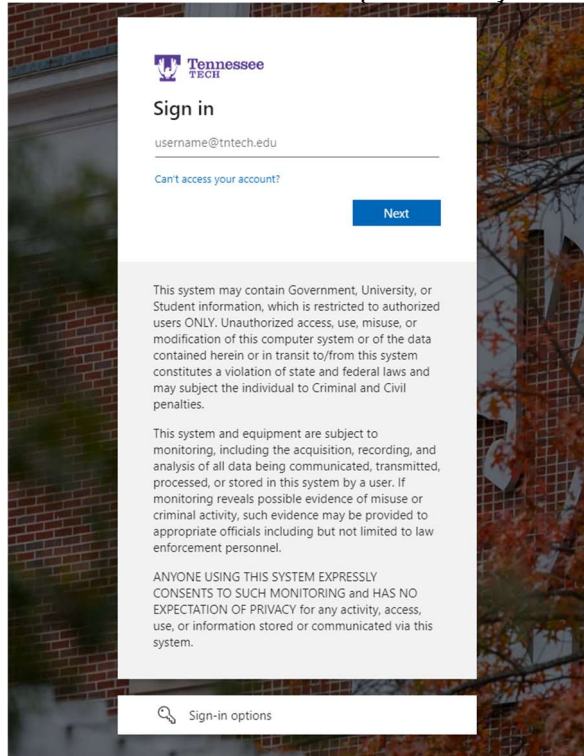 Tennessee
TECH
Sign in
username@tntech.edu
Can't access your account?
Next
This system may contain Government, University, or
Student information, which is restricted to authorized
users ONLY. Unauthorized access, use, misuse, or
modification of this computer system or of the data
contained herein or in transit to/from this system
constitutes a violation of state and federal laws and
may subject the individual to Criminal and Civil
penalties.
This system and equipment are subject to
monitoring, including the acquisition, recording, and
analysis of all data being communicated, transmitted,
processed, or stored in this system by a user. If
monitoring reveals possible evidence of misuse or
criminal activity, such evidence may be provided to
appropriate officials including but not limited to law
enforcement personnel.
ANYONE USING THIS SYSTEM EXPRESSLY
CONSENTS TO SUCH MONITORING and HAS NO
EXPECTATION OF PRIVACY for any activity, access,
use, or information stored or communicated via this
system.
Sign-in options